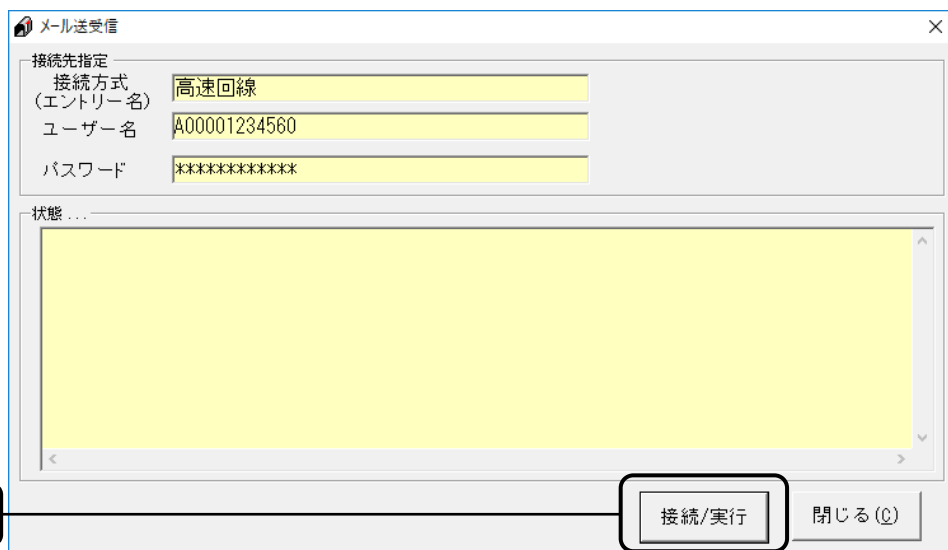 メール送受信
接続先指定
接続方式
(エントリー名)
高速回線
ユーザー名
A00001234560
パスワード
************
状態...
接続/実行
閉じる(C)